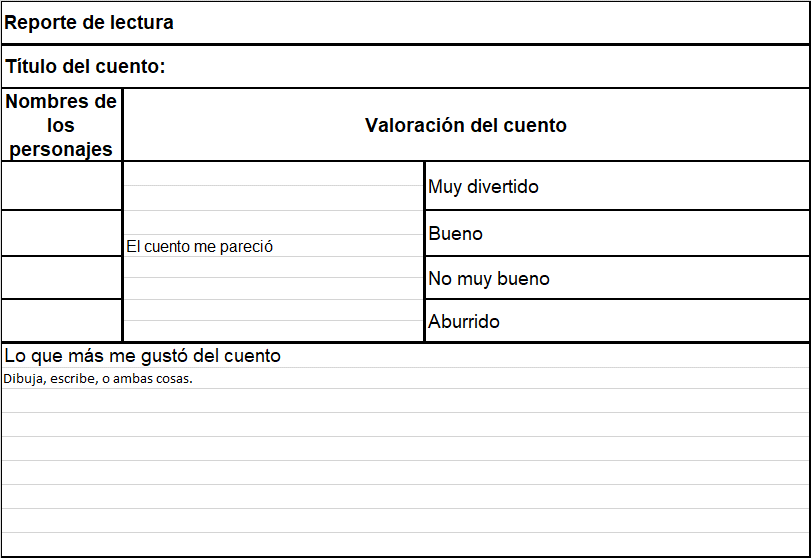 Reporte de lectura
Título del cuento:
Nombres de
los
personajes
Valoración del cuento
El cuento me pareció
Muy divertido
Bueno
No muy bueno
Aburrido
Lo que más me gustó del cuento
Dibuja, escribe, o ambas cosas.